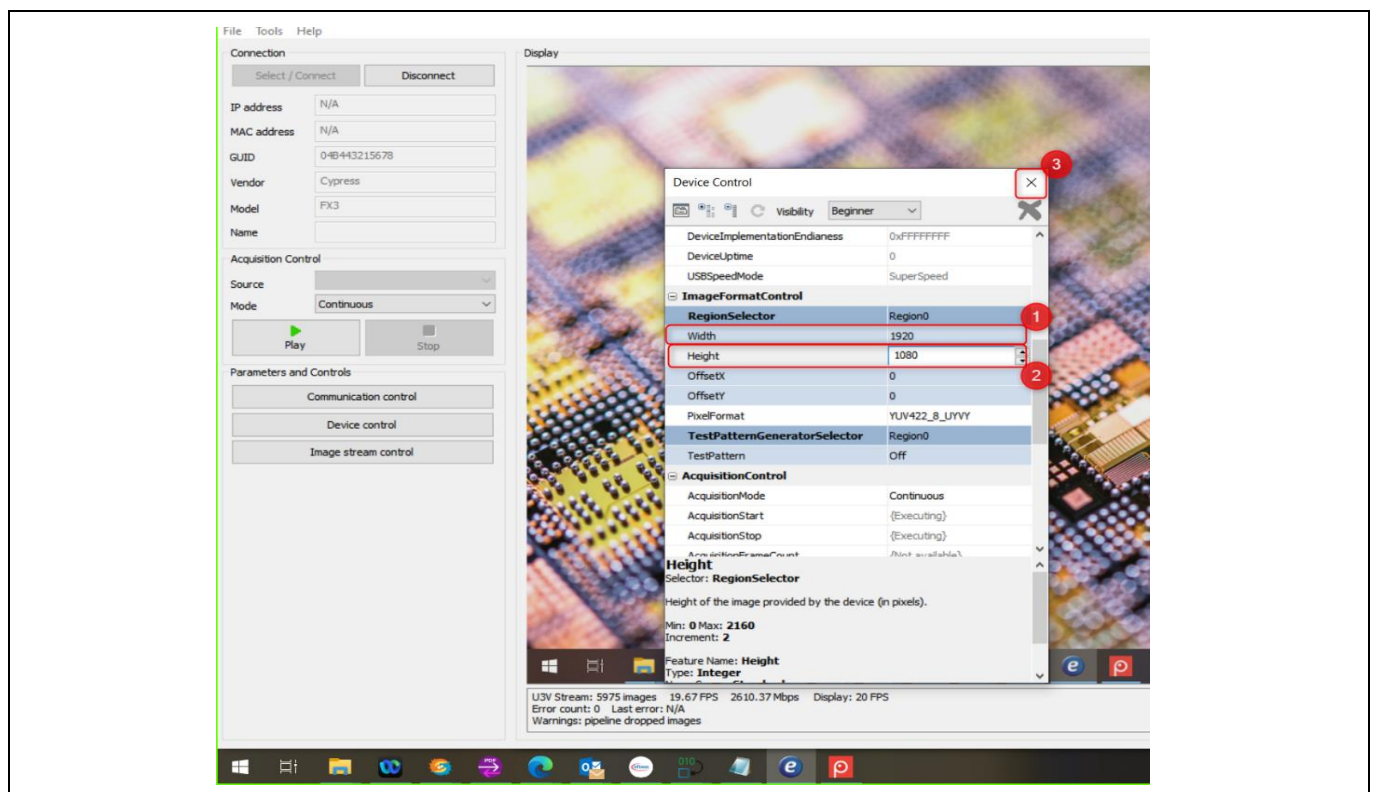 File Tools Help
Connection
Select / Connect Disconnect
IP address N/A
MAC address N/A
GUID 04B443215678
Vendor Cypress
Model FX3
Name
Acquisition Control
Source
Mode Continuous
Play Stop
Parameters and Controls
Communication control
Device control
Image stream control
Display
3
Device Control
Visibility Beginner
DeviceImplementationEndianess 0xFFFFFFFF
DeviceUptime 0
USBSpeedMode SuperSpeed
ImageFormatControl
RegionSelector Region0
1
Width 1920
Height 1080
2
OffsetX 0
OffsetY 0
PixelFormat YUV422_8_UYVY
TestPatternGeneratorSelector Region0
TestPattern Off
AcquisitionControl
AcquisitionMode Continuous
AcquisitionStart {Executing}
AcquisitionStop {Executing}
AcquisitionFrameCount {Not available}
Height
Selector: RegionSelector
Height of the image provided by the device (in pixels).
Min: 0 Max: 2160
Increment: 2
Feature Name: Height
Type: Integer
U3V Stream: 5975 images 19.67 FPS 2610.37 Mbps Display: 20 FPS
Error count: 0 Last error: N/A
Warnings: pipeline dropped images
PDF
010